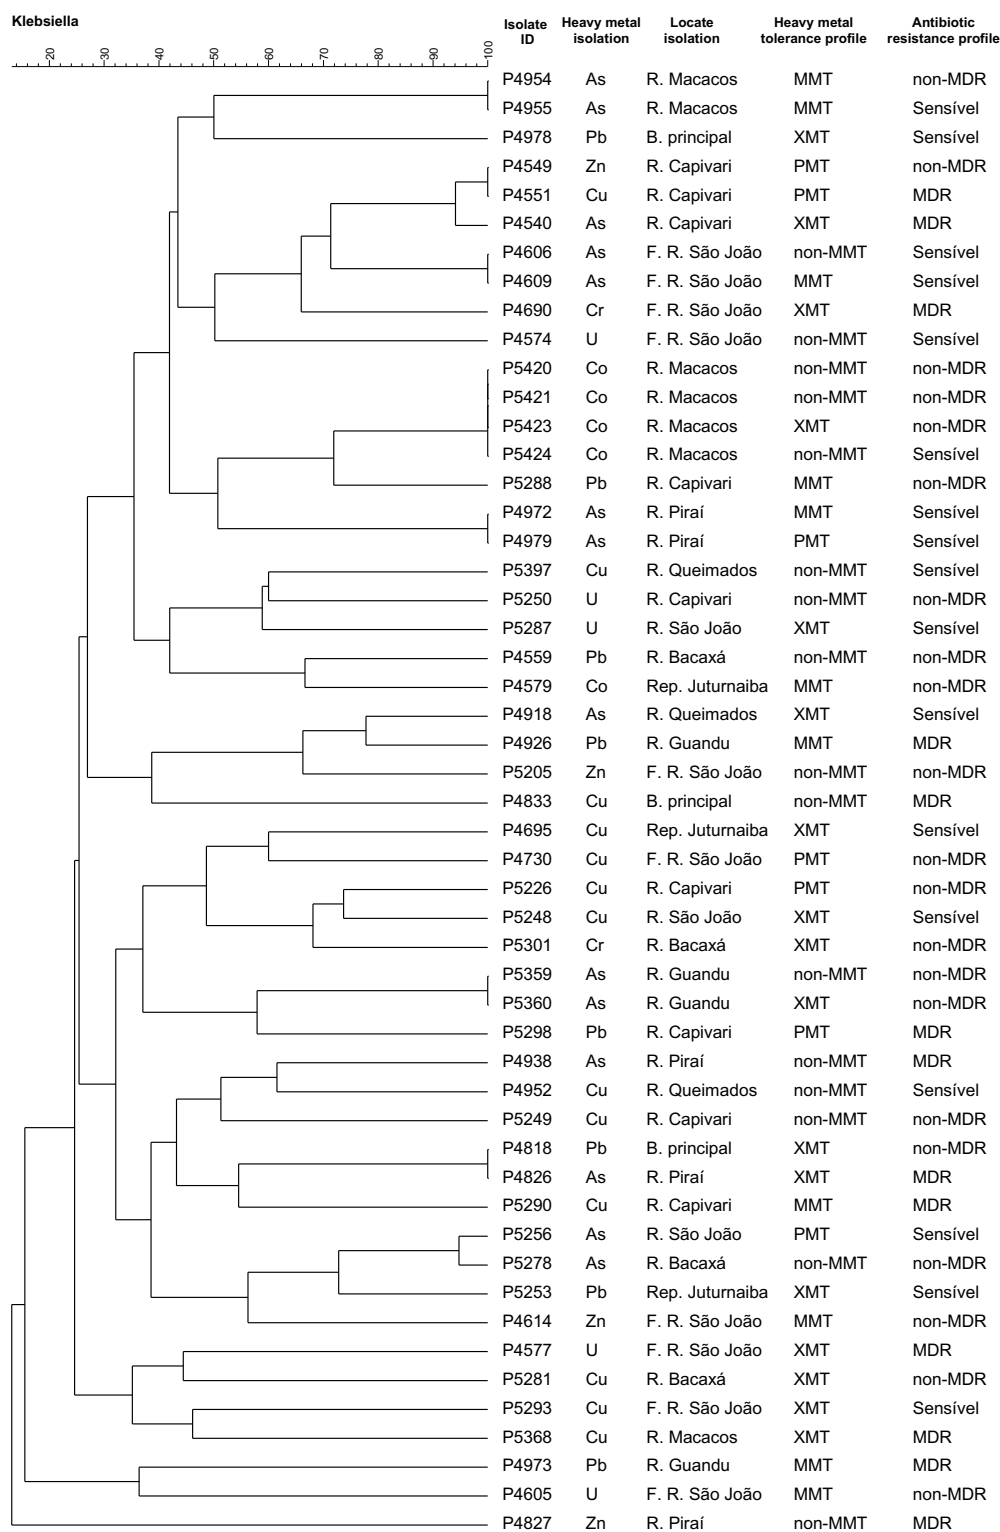 Klebsiella
Isolate ID Heavy metal isolation Locate isolation Heavy metal tolerance profile Antibiotic resistance profile
20 30 40 50 60 70 80 90 100
P4954 As R. Macacos MMT non-MDR
P4955 As R. Macacos MMT Sensível
P4978 Pb B. principal XMT Sensível
P4549 Zn R. Capivari PMT non-MDR
P4551 Cu R. Capivari PMT MDR
P4540 As R. Capivari XMT MDR
P4606 As F. R. São João non-MMT Sensível
P4609 As F. R. São João MMT Sensível
P4690 Cr F. R. São João XMT MDR
P4574 U F. R. São João non-MMT Sensível
P5420 Co R. Macacos non-MMT non-MDR
P5421 Co R. Macacos non-MMT non-MDR
P5423 Co R. Macacos XMT non-MDR
P5424 Co R. Macacos non-MMT Sensível
P5288 Pb R. Capivari MMT non-MDR
P4972 As R. Piraí MMT Sensível
P4979 As R. Piraí PMT Sensível
P5397 Cu R. Queimados non-MMT Sensível
P5250 U R. Capivari non-MMT non-MDR
P5287 U R. São João XMT Sensível
P4559 Pb R. Bacaxá non-MMT non-MDR
P4579 Co Rep. Juturnaiba MMT non-MDR
P4918 As R. Queimados XMT Sensível
P4926 Pb R. Guandu MMT MDR
P5205 Zn F. R. São João non-MMT non-MDR
P4833 Cu B. principal non-MMT MDR
P4695 Cu Rep. Juturnaiba XMT Sensível
P4730 Cu F. R. São João PMT non-MDR
P5226 Cu R. Capivari PMT non-MDR
P5248 Cu R. São João XMT Sensível
P5301 Cr R. Bacaxá XMT non-MDR
P5359 As R. Guandu non-MMT non-MDR
P5360 As R. Guandu XMT non-MDR
P5298 Pb R. Capivari PMT MDR
P4938 As R. Piraí non-MMT MDR
P4952 Cu R. Queimados non-MMT Sensível
P5249 Cu R. Capivari non-MMT non-MDR
P4818 Pb B. principal XMT non-MDR
P4826 As R. Piraí XMT MDR
P5290 Cu R. Capivari MMT MDR
P5256 As R. São João PMT Sensível
P5278 As R. Bacaxá non-MMT non-MDR
P5253 Pb Rep. Juturnaiba XMT Sensível
P4614 Zn F. R. São João MMT non-MDR
P4577 U F. R. São João XMT MDR
P5281 Cu R. Bacaxá XMT non-MDR
P5293 Cu F. R. São João XMT Sensível
P5368 Cu R. Macacos XMT MDR
P4973 Pb R. Guandu MMT MDR
P4605 U F. R. São João MMT non-MDR
P4827 Zn R. Piraí non-MMT MDR